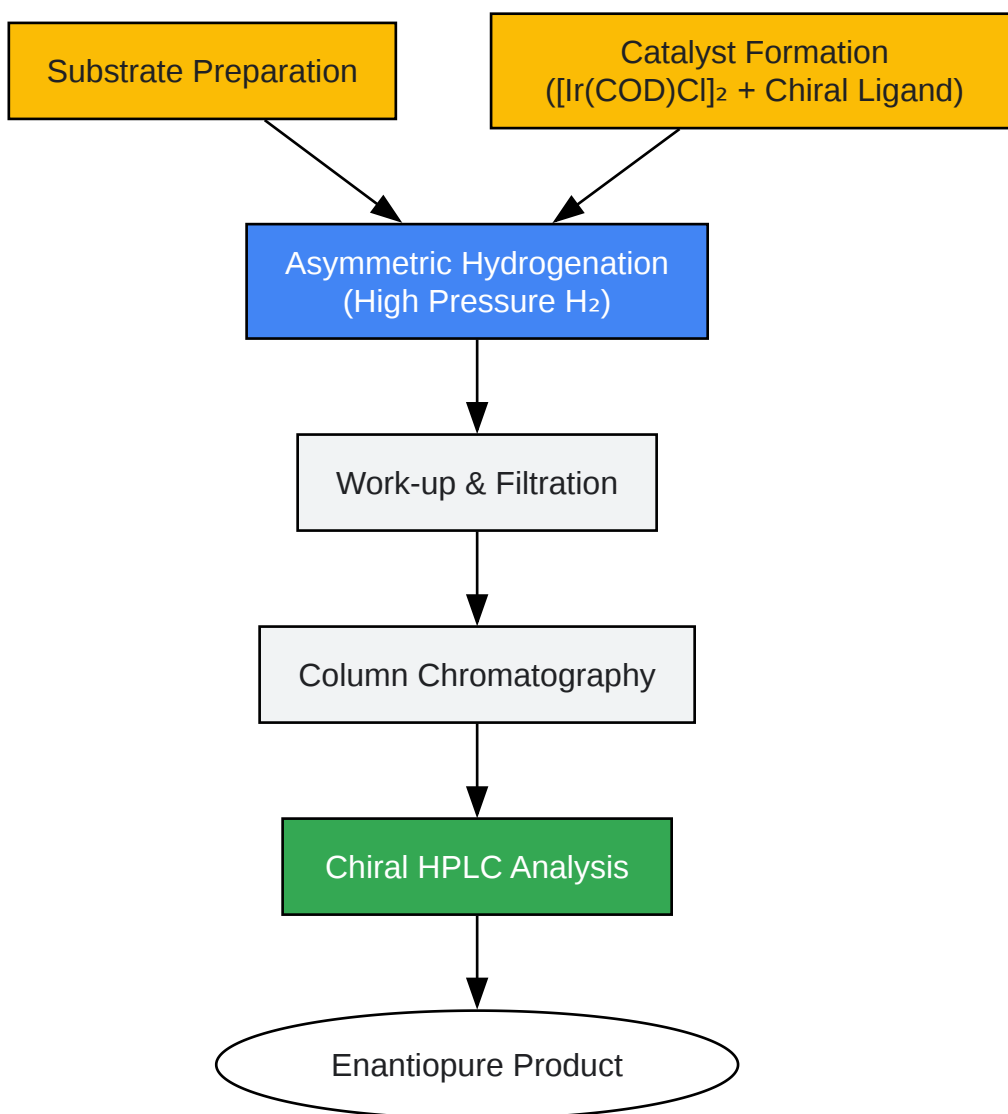 Substrate Preparation
Catalyst Formation
([Ir(COD)Cl]₂ + Chiral Ligand)
Asymmetric Hydrogenation
(High Pressure H₂)
Work-up & Filtration
Column Chromatography
Chiral HPLC Analysis
Enantiopure Product